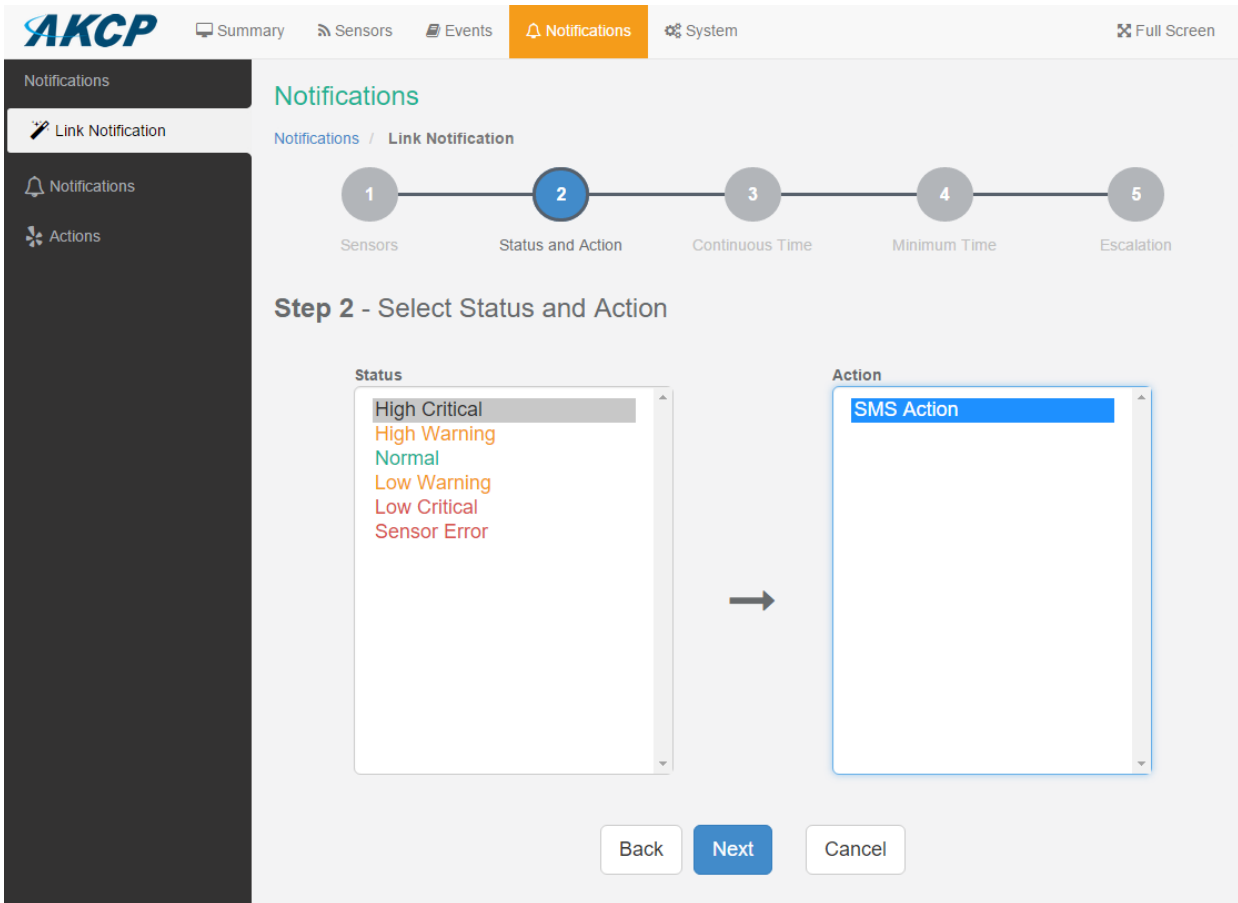 AKCP Summary Sensors Events Notifications System Full Screen
Notifications
Link Notification
Notifications
Actions
Notifications
Notifications / Link Notification
1 2 3 4 5
Sensors Status and Action Continuous Time Minimum Time Escalation
Step 2 - Select Status and Action
Status
High Critical
High Warning
Normal
Low Warning
Low Critical
Sensor Error
Action
SMS Action
Back Next Cancel